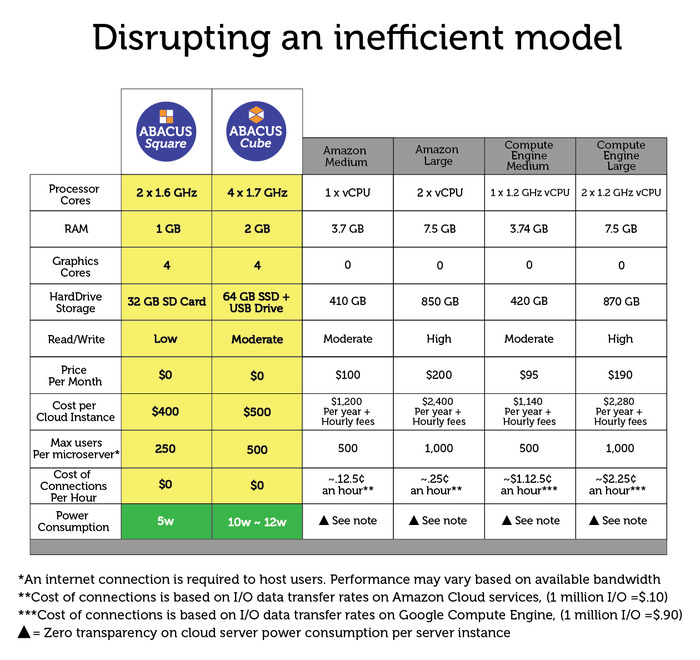 Disrupting an inefficient model
ABACUS
Square
ABACUS
Cube
Amazon
Medium
Amazon
Large
Compute
Engine
Medium
Compute
Engine
Large
Processor
Cores
2 x 1.6 GHz
4 x 1.7 GHz
1 x vCPU
2 x vCPU
1 x 1.2 GHz vCPU
2 x 1.2 GHz vCPU
RAM
1 GB
2 GB
3.7 GB
7.5 GB
3.74 GB
7.5 GB
Graphics
Cores
4
4
0
0
0
0
HardDrive
Storage
32 GB SD Card
64 GB SSD +
USB Drive
410 GB
850 GB
420 GB
870 GB
Read/Write
Low
Moderate
Moderate
High
Moderate
High
Price
Per Month
$0
$0
$100
$200
$95
$190
Cost per
Cloud Instance
$400
$500
$1,200
Per year +
Hourly fees
$2,400
Per year +
Hourly fees
$1,140
Per year +
Hourly fees
$2,280
Per year +
Hourly fees
Max users
Per microserver*
250
500
500
1,000
500
1,000
Cost of
Connections
Per Hour
$0
$0
~.12.5¢
an hour**
~.25¢
an hour**
~$1.12.5¢
an hour***
~$2.25¢
an hour***
Power
Consumption
5w
10w ~ 12w
▲ See note
▲ See note
▲ See note
▲ See note
*An internet connection is required to host users. Performance may vary based on available bandwidth
**Cost of connections is based on I/O data transfer rates on Amazon Cloud services, (1 million I/O =$.10)
***Cost of connections is based on I/O data transfer rates on Google Compute Engine, (1 million I/O =$.90)
▲= Zero transparency on cloud server power consumption per server instance